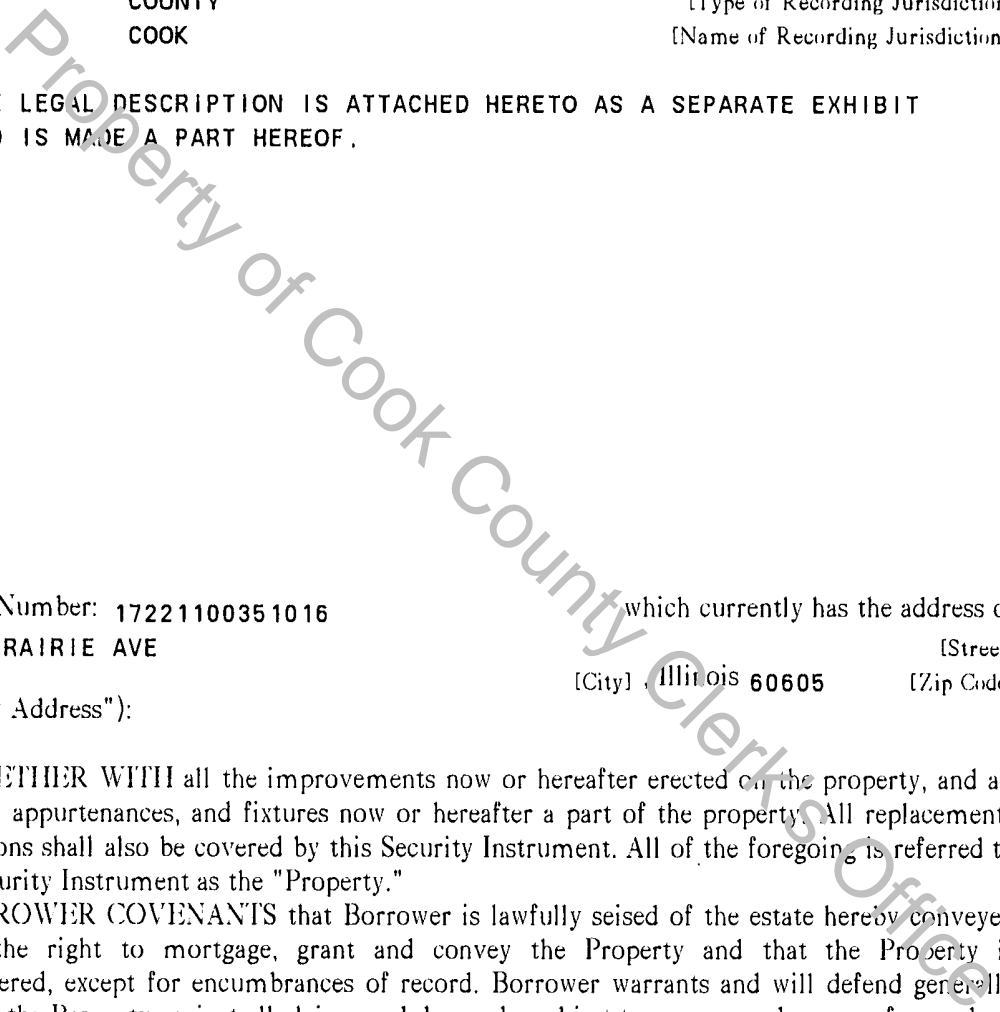 COUNTY [Type of Recording Jurisdiction
COOK [Name of Recording Jurisdiction
LEGAL DESCRIPTION IS ATTACHED HERETO AS A SEPARATE EXHIBIT
IS MADE A PART HEREOF.
Property of Cook County Clerk's Office
Number: 17221100351016 which currently has the address
RAIRIE AVE [Stree
[City] , Illinois 60605 [Zip Code
Address"):
ETHER WITH all the improvements now or hereafter erected on the property, and a
appurtenances, and fixtures now or hereafter a part of the property. All replacement
ons shall also be covered by this Security Instrument. All of the foregoing is referred t
urity Instrument as the "Property."
ROWER COVENANTS that Borrower is lawfully seised of the estate hereby conveye
the right to mortgage, grant and convey the Property and that the Property i
ered, except for encumbrances of record. Borrower warrants and will defend generall